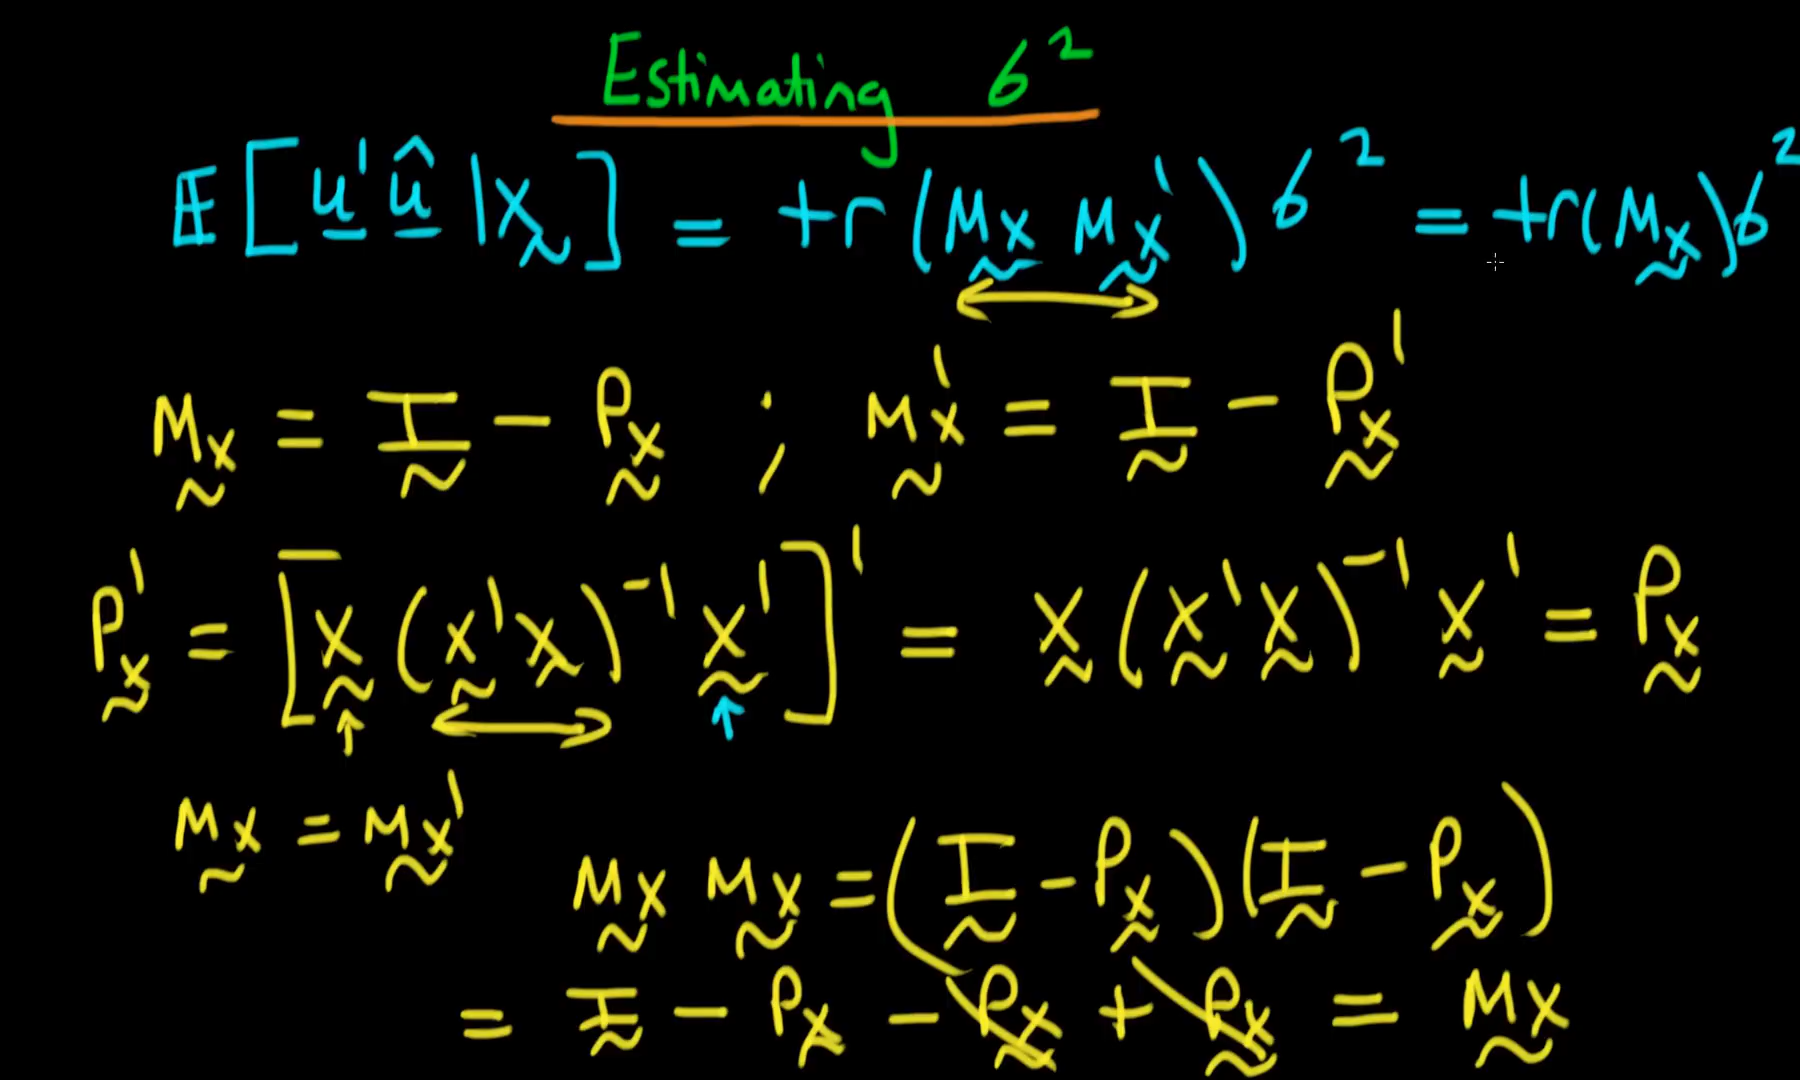 Estimating σ²
𝔼[u'û|X] = tr(Mₓ Mₓ')σ² = tr(Mₓ)σ²
Mₓ = I - Pₓ ; Mₓ' = I - Pₓ'
Pₓ' = [X(X'X)⁻¹X']' = X(X'X)⁻¹X' = Pₓ
Mₓ = Mₓ'
Mₓ Mₓ = (I - Pₓ)(I - Pₓ)
= I - Pₓ - Pₓ + Pₓ = Mₓ